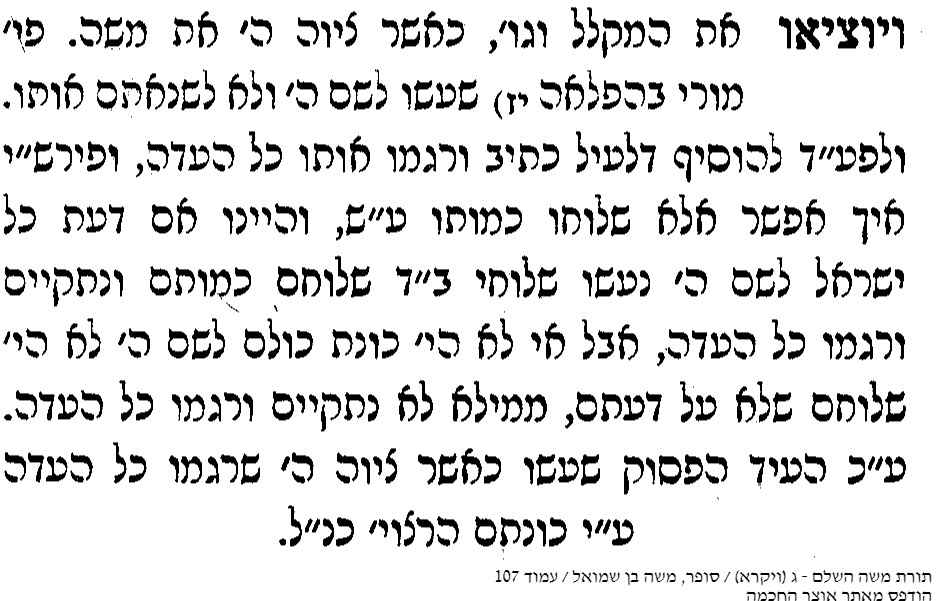 ויוציאו את המקלל וגו׳, כאשר ציוה ה׳ את משה. פי׳
מורי בהפלאה יז) שעשו לשם ה׳ ולא לשנאתם אותו.
ולפע״ד להוסיף דלעיל כתיב ורגמו אותו כל העדה, ופירש״י
איך אפשר אלא שלוחו כמותו ע״ש, והיינו אם דעת כל
ישראל לשם ה׳ נעשו שלוחי ב״ד שלוחם כמותם ונתקיים
ורגמו כל העדה, אבל אי לא הי׳ כונת כולם לשם ה׳ לא הי׳
שלוחם שלא על דעתם, ממילא לא נתקיים ורגמו כל העדה.
ע״כ העיד הפסוק שעשו כאשר ציוה ה׳ שרגמו כל העדה
ע״י כונתם הרצוי׳ כנ״ל.
תורת משה השלם - ג (ויקרא) / סופר, משה בן שמואל / עמוד 107
הודפס מאתר אוצר החכמה